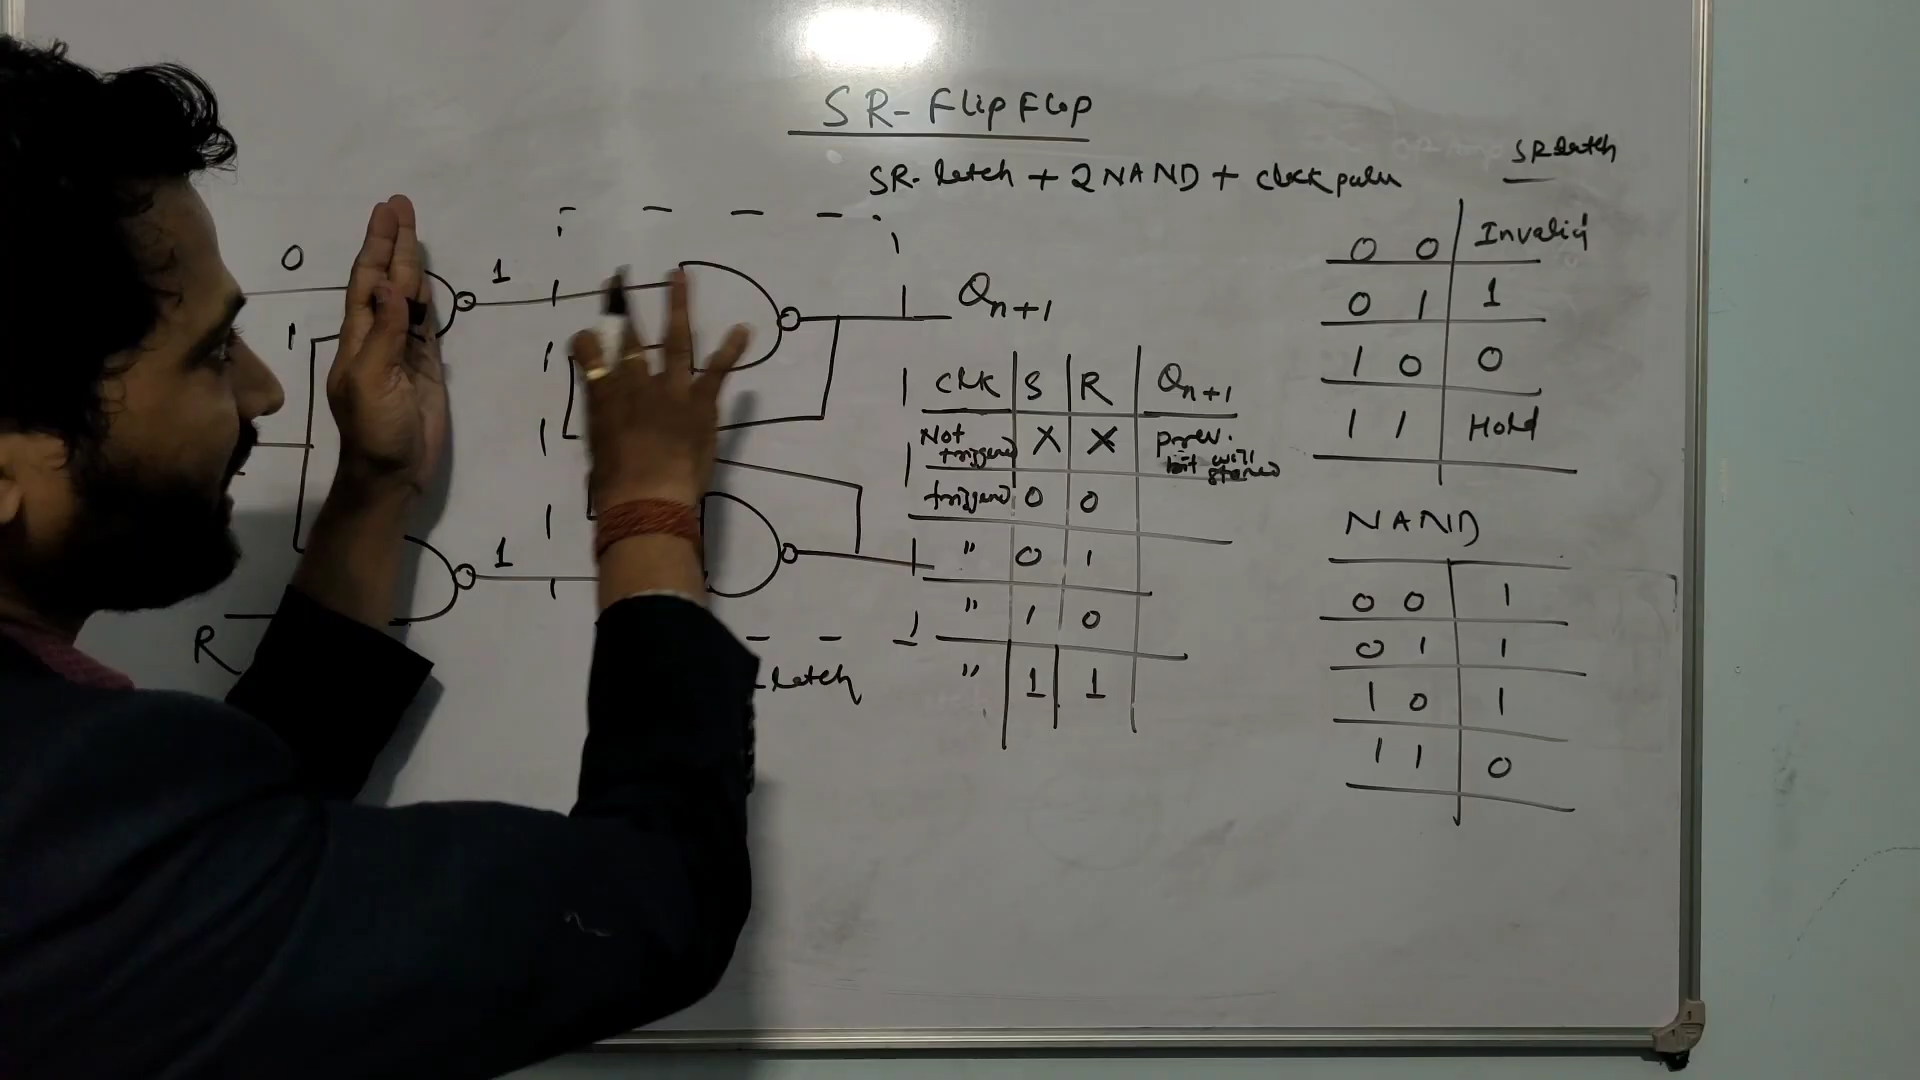 SR-FlipFlop
SR-latch + 2 NAND + clock pulse
SR latch
0 0 Invalid
0 1 1
1 0 0
1 1 Hold
NAND
0 0 1
0 1 1
1 0 1
1 1 0
0
1
1
1
R
Qn+1
latch
Clk S R Qn+1
Not triggered X X prev. bit will stored
triggered 0 0
" 0 1
" 1 0
" 1 1